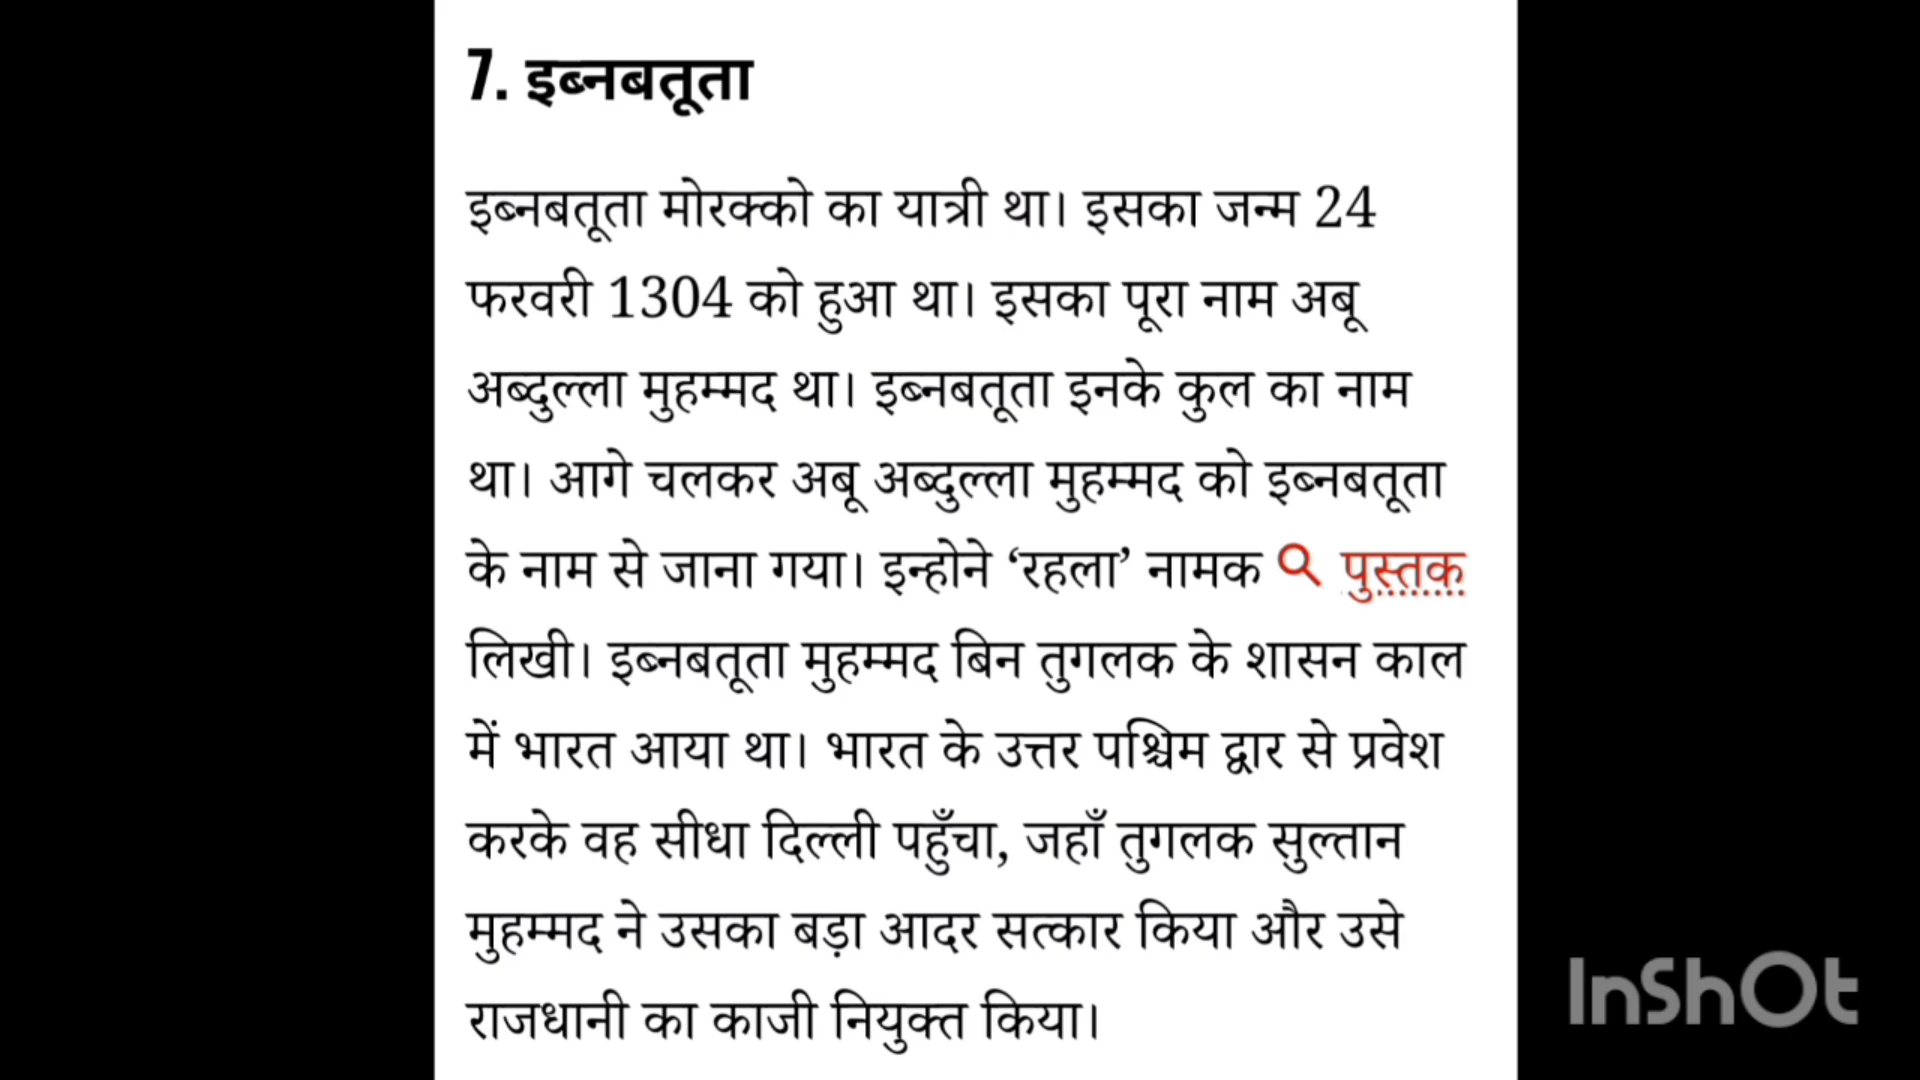 7. इब्नबतूता
इब्नबतूता मोरक्को का यात्री था। इसका जन्म 24
फरवरी 1304 को हुआ था। इसका पूरा नाम अबू
अब्दुल्ला मुहम्मद था। इब्नबतूता इनके कुल का नाम
था। आगे चलकर अबू अब्दुल्ला मुहम्मद को इब्नबतूता
के नाम से जाना गया। इन्होने ‘रहला’ नामक पुस्तक
लिखी। इब्नबतूता मुहम्मद बिन तुगलक के शासन काल
में भारत आया था। भारत के उत्तर पश्चिम द्वार से प्रवेश
करके वह सीधा दिल्ली पहुँचा, जहाँ तुगलक सुल्तान
मुहम्मद ने उसका बड़ा आदर सत्कार किया और उसे
राजधानी का काजी नियुक्त किया।
InShOt